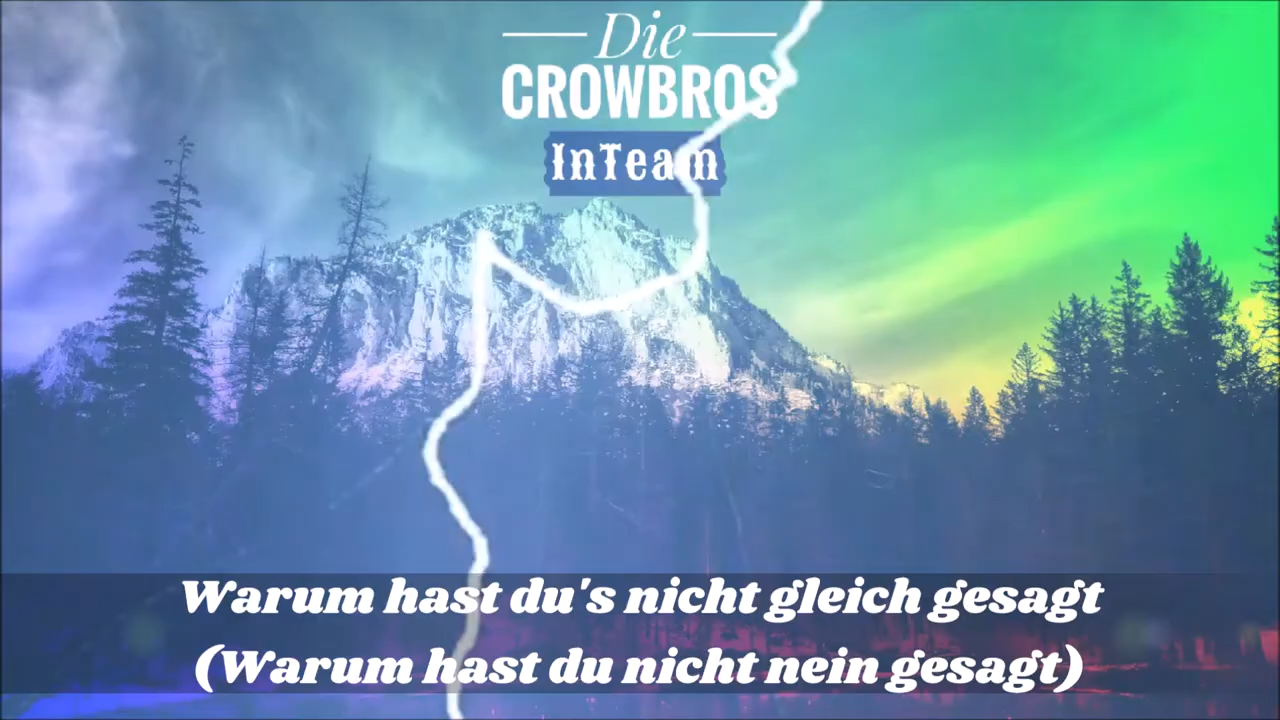 Die
CROWBROS
InTeam
Warum hast du's nicht gleich gesagt
(Warum hast du nicht nein gesagt)